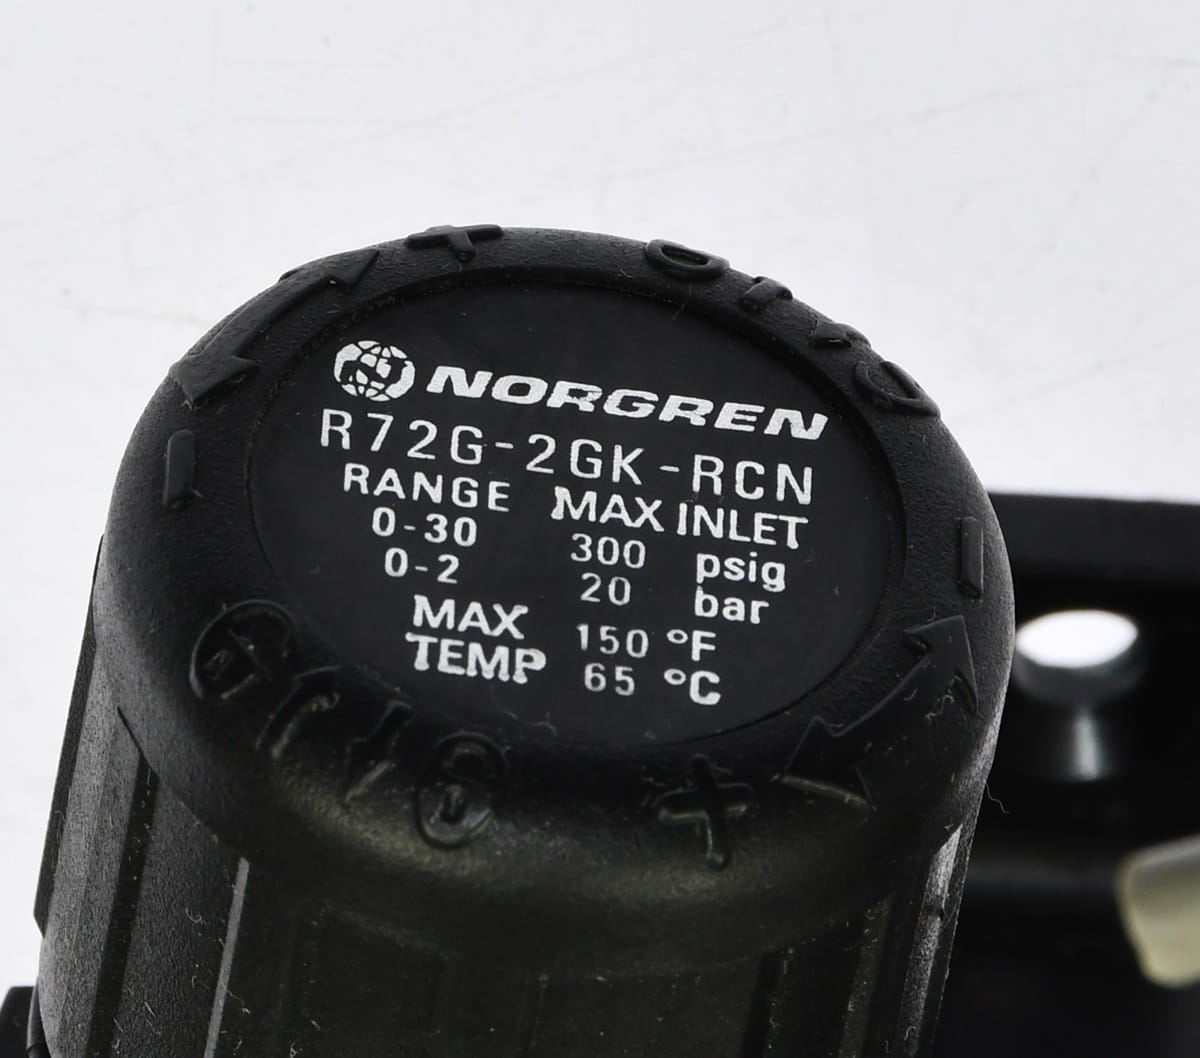 NORGREN
R72G-2GK-RCN
RANGE MAX INLET
0-30 300 psig
0-2 20 bar
MAX 150 °F
TEMP 65 °C